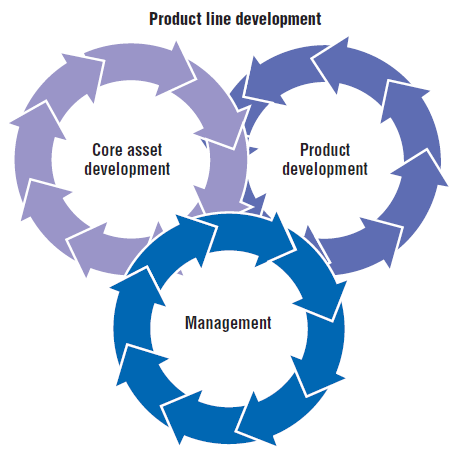 Product line development
Core asset
development
Product
development
Management